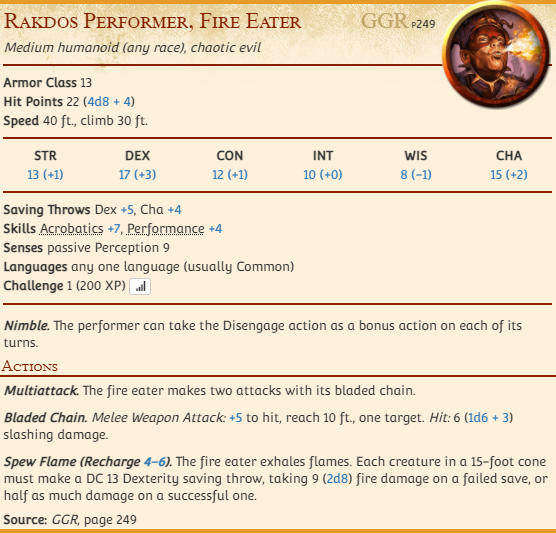 Rakdos Performer, Fire Eater GGR P249
Medium humanoid (any race), chaotic evil
Armor Class 13
Hit Points 22 (4d8 + 4)
Speed 40 ft., climb 30 ft.
STR DEX CON INT WIS CHA
13 (+1) 17 (+3) 12 (+1) 10 (+0) 8 (−1) 15 (+2)
Saving Throws Dex +5, Cha +4
Skills Acrobatics +7, Performance +4
Senses passive Perception 9
Languages any one language (usually Common)
Challenge 1 (200 XP)
Nimble. The performer can take the Disengage action as a bonus action on each of its
turns.
Actions
Multiattack. The fire eater makes two attacks with its bladed chain.
Bladed Chain. Melee Weapon Attack: +5 to hit, reach 10 ft., one target. Hit: 6 (1d6 + 3)
slashing damage.
Spew Flame (Recharge 4–6). The fire eater exhales flames. Each creature in a 15–foot cone
must make a DC 13 Dexterity saving throw, taking 9 (2d8) fire damage on a failed save, or
half as much damage on a successful one.
Source: GGR, page 249